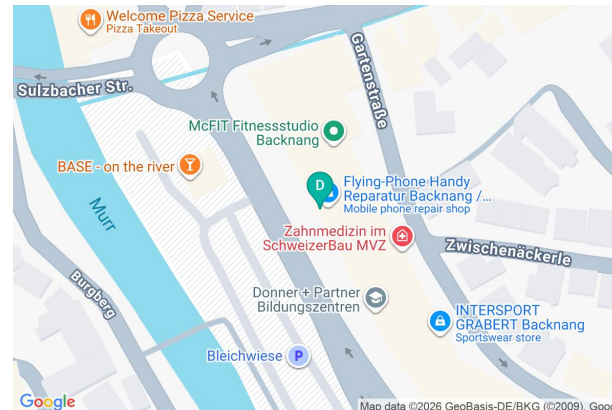 Welcome Pizza Service
Pizza Takeout
Sulzbacher Str.
Gartenstraße
McFIT Fitnessstudio
Backnang
BASE - on the river
D
Flying-Phone Handy
Reparatur Backnang /...
Mobile phone repair shop
Murr
Zahnmedizin im
SchweizerBau MVZ
Zwischenäckerle
Burgberg
Donner + Partner
Bildungszentren
INTERSPORT
GRABERT Backnang
Sportswear store
Bleichwiese
P
Google
Map data ©2026 GeoBasis-DE/BKG (©2009), Goo